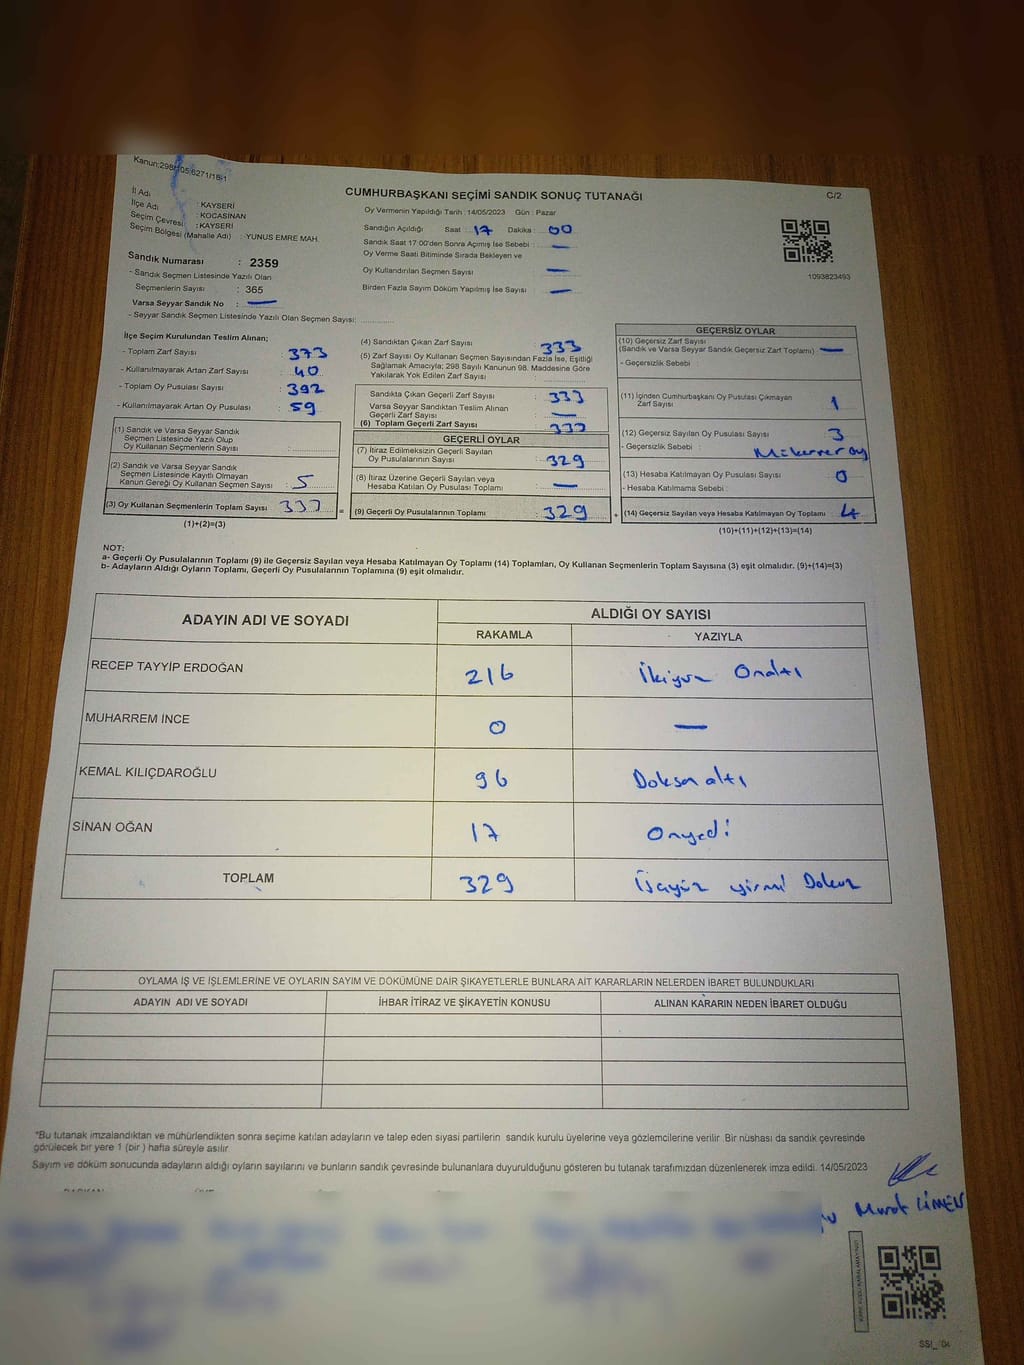 Kanun:298/105,6271/18-1
CUMHURBAŞKANI SEÇİMİ SANDIK SONUÇ TUTANAĞI
C/2
İl Adı : KAYSERİ
İlçe Adı : KOCASİNAN
Seçim Çevresi : KAYSERİ
Seçim Bölgesi (Mahalle Adı) : YUNUS EMRE MAH.
Oy Vermenin Yapıldığı Tarih : 14/05/2023 Gün : Pazar
Sandığın Açıldığı Saat : 17 Dakika : 00
Sandık Saat 17:00'den Sonra Açılmış İse Sebebi : —
Oy Verme Saati Bitiminde Sırada Bekleyen ve
Oy Kullandırılan Seçmen Sayısı : —
Birden Fazla Sayım Döküm Yapılmış İse Sayısı : —
1093823493
Sandık Numarası : 2359
- Sandık Seçmen Listesinde Yazılı Olan
Seçmenlerin Sayısı : 365
Varsa Seyyar Sandık No : —
- Seyyar Sandık Seçmen Listesinde Yazılı Olan Seçmen Sayısı:
İlçe Seçim Kurulundan Teslim Alınan;
- Toplam Zarf Sayısı : 373
- Kullanılmayarak Artan Zarf Sayısı : 40
- Toplam Oy Pusulası Sayısı : 392
- Kullanılmayarak Artan Oy Pusulası : 59
(1) Sandık ve Varsa Seyyar Sandık
Seçmen Listesinde Yazılı Olup
Oy Kullanan Seçmenlerin Sayısı :
(2) Sandık ve Varsa Seyyar Sandık
Seçmen Listesinde Kayıtlı Olmayan
Kanun Gereği Oy Kullanan Seçmen Sayısı : 5
(3) Oy Kullanan Seçmenlerin Toplam Sayısı : 333 =
(1)+(2)=(3)
(4) Sandıktan Çıkan Zarf Sayısı : 333
(5) Zarf Sayısı Oy Kullanan Seçmen Sayısından Fazla İse, Eşitliği
Sağlamak Amacıyla; 298 Sayılı Kanunun 98. Maddesine Göre
Yakılarak Yok Edilen Zarf Sayısı :
Sandıkta Çıkan Geçerli Zarf Sayısı : 333
Varsa Seyyar Sandıktan Teslim Alınan
Geçerli Zarf Sayısı : —
(6) Toplam Geçerli Zarf Sayısı : 333
GEÇERLİ OYLAR
(7) İtiraz Edilmeksizin Geçerli Sayılan
Oy Pusulalarının Sayısı : 329
(8) İtiraz Üzerine Geçerli Sayılan veya
Hesaba Katılan Oy Pusulası Toplamı : —
(9) Geçerli Oy Pusulalarının Toplamı : 329 +
GEÇERSİZ OYLAR
(10) Geçersiz Zarf Sayısı
(Sandık ve Varsa Seyyar Sandık Geçersiz Zarf Toplamı) : —
- Geçersizlik Sebebi :
(11) İçinden Cumhurbaşkanı Oy Pusulası Çıkmayan
Zarf Sayısı : 1
(12) Geçersiz Sayılan Oy Pusulası Sayısı : 3
- Geçersizlik Sebebi : Mükerrer oy
(13) Hesaba Katılmayan Oy Pusulası Sayısı : 0
- Hesaba Katılmama Sebebi :
(14) Geçersiz Sayılan veya Hesaba Katılmayan Oy Toplamı : 4
(10)+(11)+(12)+(13)=(14)
NOT:
a- Geçerli Oy Pusulalarının Toplamı (9) ile Geçersiz Sayılan veya Hesaba Katılmayan Oy Toplamı (14) Toplamları, Oy Kullanan Seçmenlerin Toplam Sayısına (3) eşit olmalıdır. (9)+(14)=(3)
b- Adayların Aldığı Oyların Toplamı, Geçerli Oy Pusulalarının Toplamına (9) eşit olmalıdır.
ADAYIN ADI VE SOYADI
ALDIĞI OY SAYISI
RAKAMLA YAZIYLA
RECEP TAYYİP ERDOĞAN 216 İkiyüz Onaltı
MUHARREM İNCE 0 —
KEMAL KILIÇDAROĞLU 96 Doksan altı
SİNAN OĞAN 17 Onyedi
TOPLAM 329 Üçyüz yirmi Dokuz
OYLAMA İŞ VE İŞLEMLERİNE VE OYLARIN SAYIM VE DÖKÜMÜNE DAİR ŞİKAYETLERLE BUNLARA AİT KARARLARIN NELERDEN İBARET BULUNDUKLARI
ADAYIN ADI VE SOYADI İHBAR İTİRAZ VE ŞİKAYETİN KONUSU ALINAN KARARIN NEDEN İBARET OLDUĞU
*Bu tutanak imzalandıktan ve mühürlendikten sonra seçime katılan adayların ve talep eden siyasi partilerin sandık kurulu üyelerine veya gözlemcilerine verilir. Bir nüshası da sandık çevresinde
görülecek bir yere 1 (bir) hafta süreyle asılır.
Sayım ve döküm sonucunda adayların aldığı oyların sayılarını ve bunların sandık çevresinde bulunanlara duyurulduğunu gösteren bu tutanak tarafımızdan düzenlenerek imza edildi. 14/05/2023
Murat